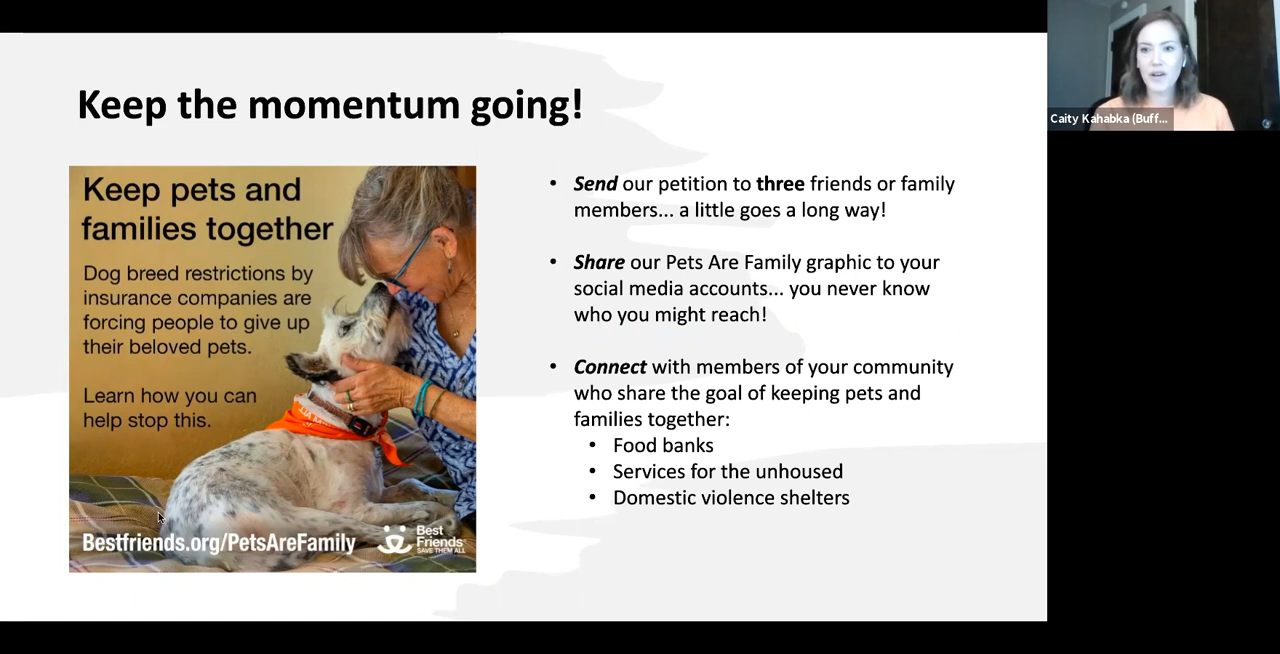 Keep the momentum going!
Keep pets and
families together
Dog breed restrictions by
insurance companies are
forcing people to give up
their beloved pets.
Learn how you can
help stop this.
Bestfriends.org/PetsAreFamily
Best
Friends
SAVE THEM ALL
• Send our petition to three friends or family
members... a little goes a long way!
• Share our Pets Are Family graphic to your
social media accounts... you never know
who you might reach!
• Connect with members of your community
who share the goal of keeping pets and
families together:
• Food banks
• Services for the unhoused
• Domestic violence shelters
Caity Kahabka (Buff...